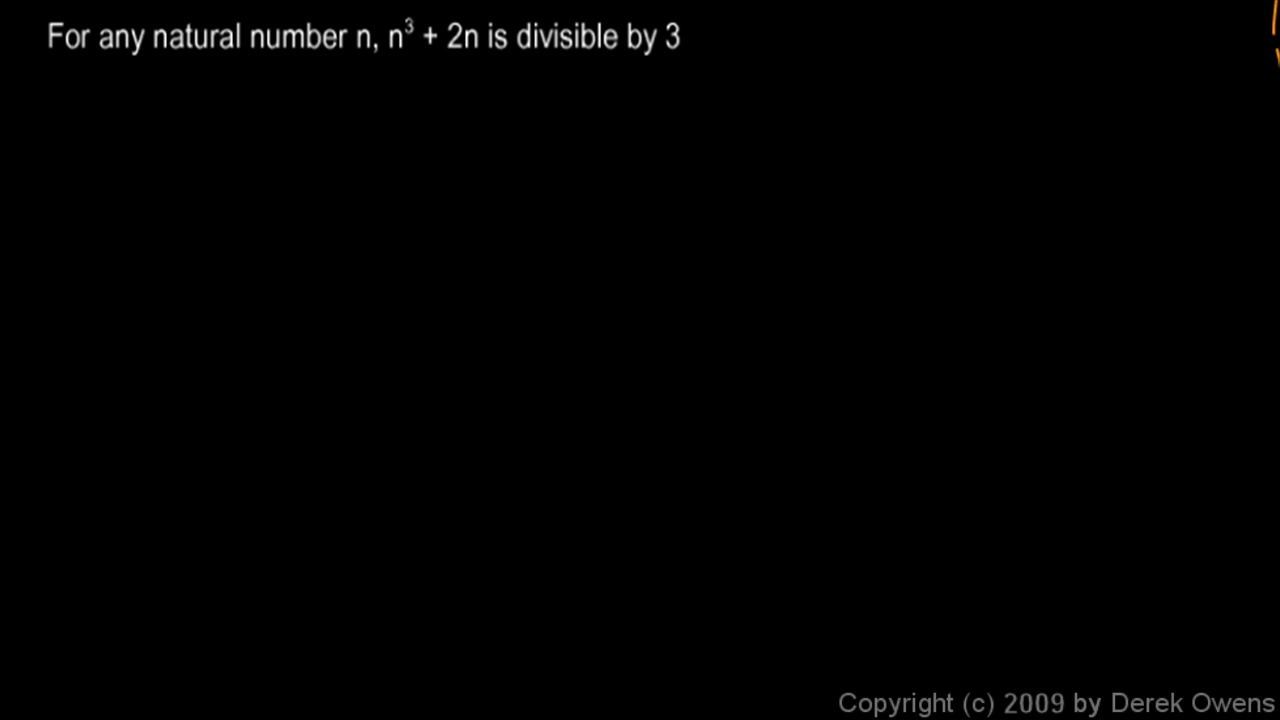 For any natural number n, n³ + 2n is divisible by 3
Copyright (c) 2009 by Derek Owens